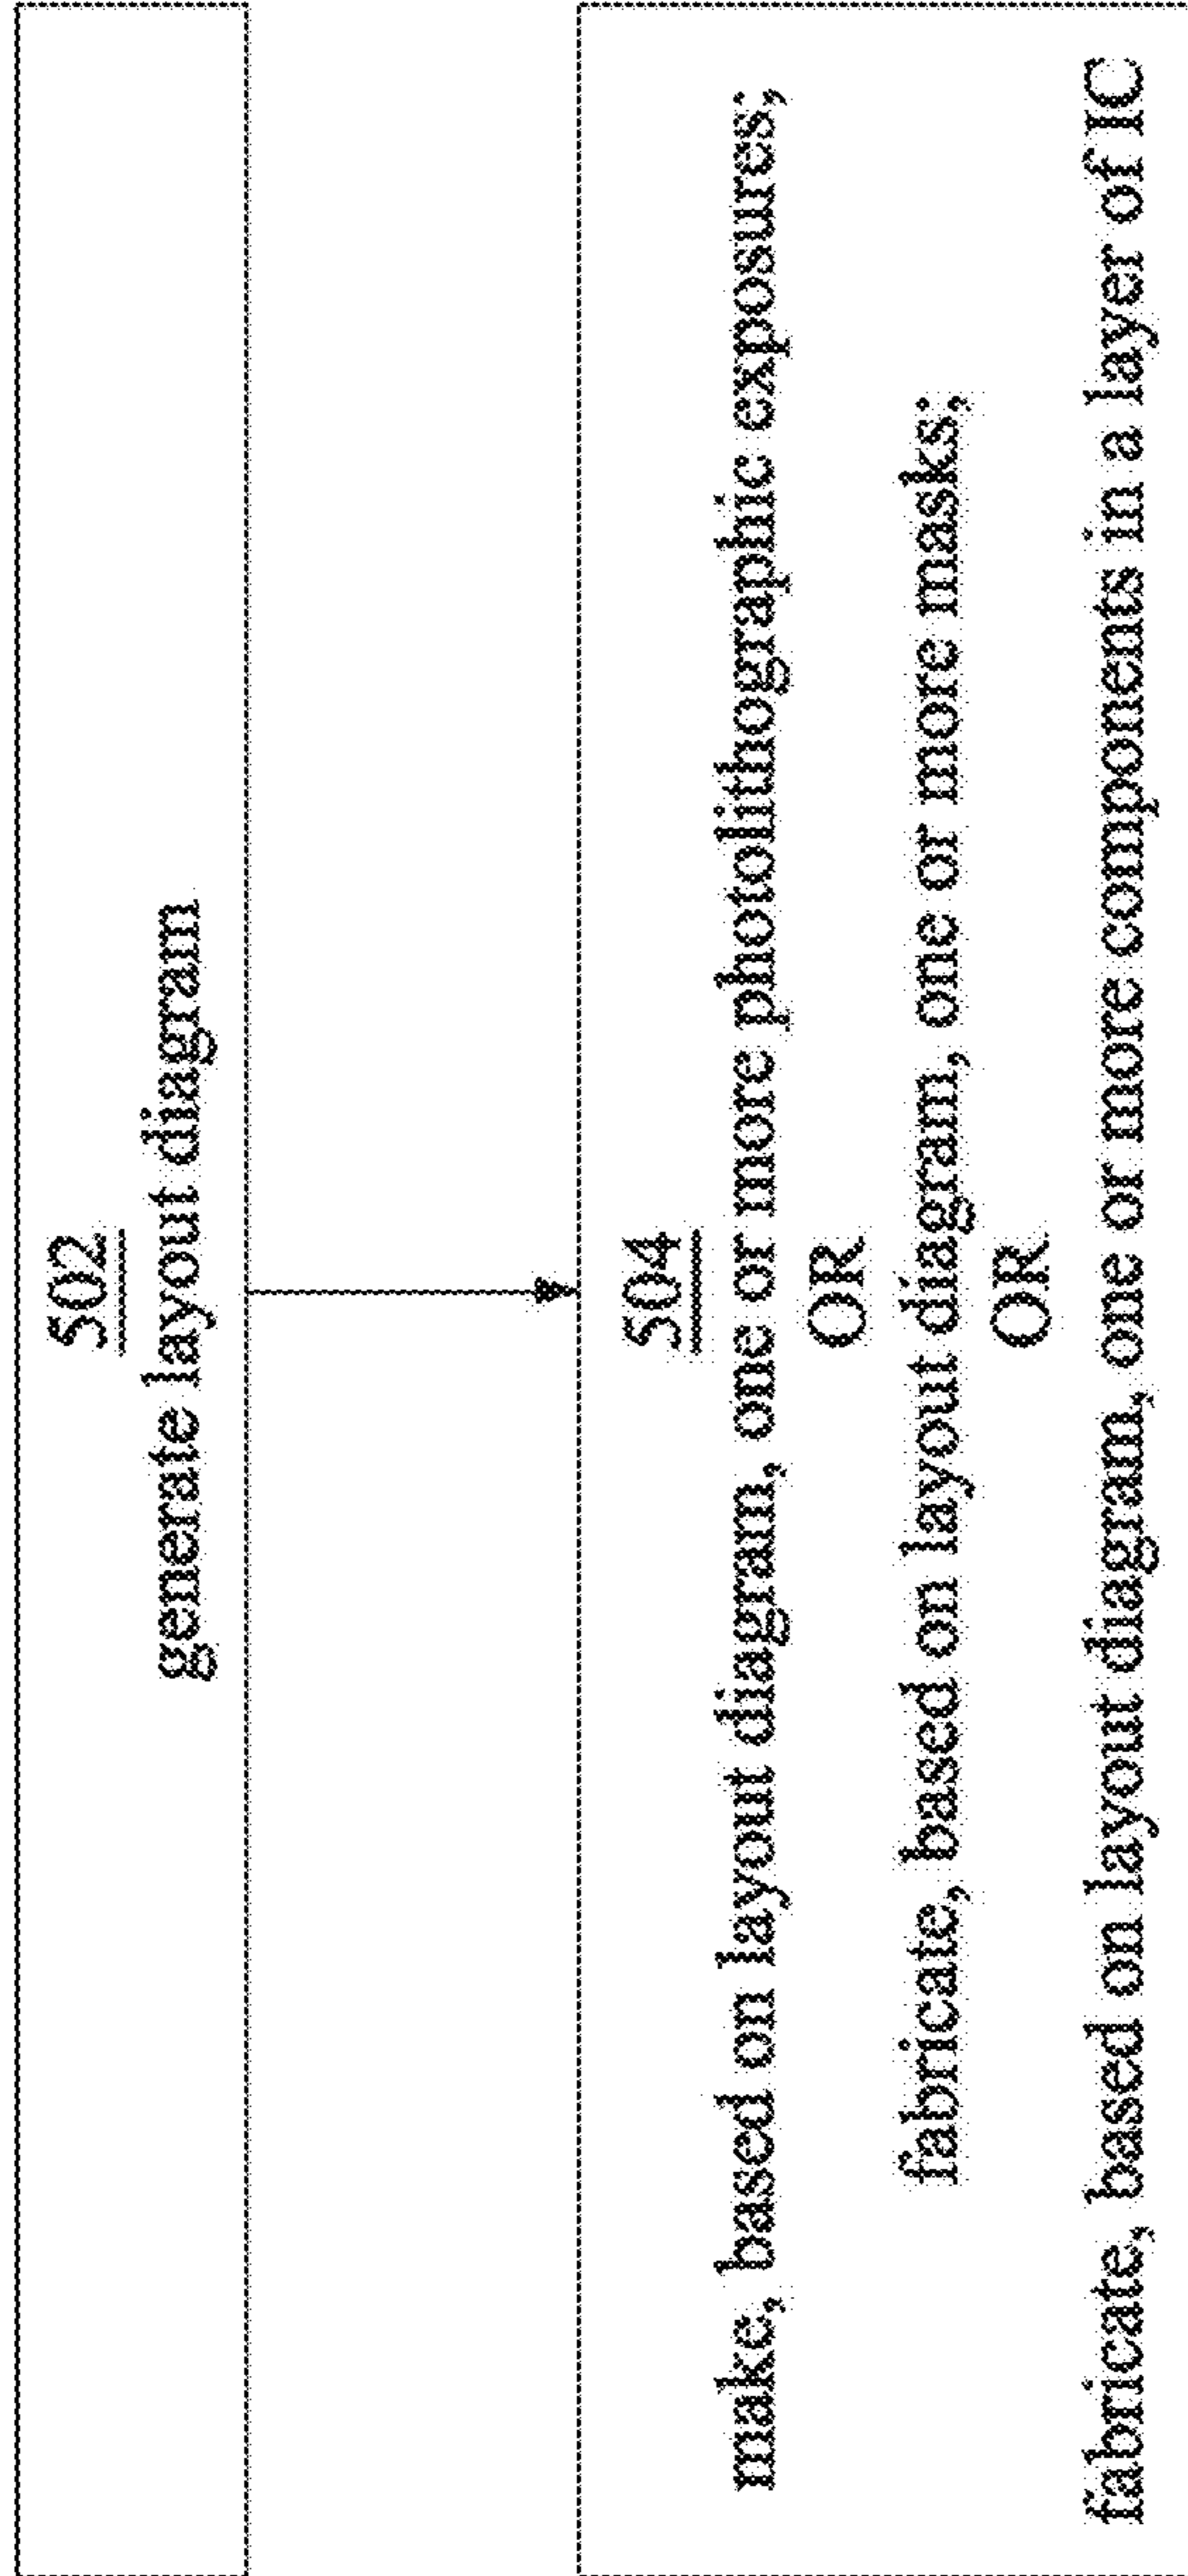 502
generate layout diagram
504
make, based on layout diagram, one or more photolithographic exposures;
OR
fabricate, based on layout diagram, one or more masks;
OR
fabricate, based on layout diagram, one or more components in a layer of IC